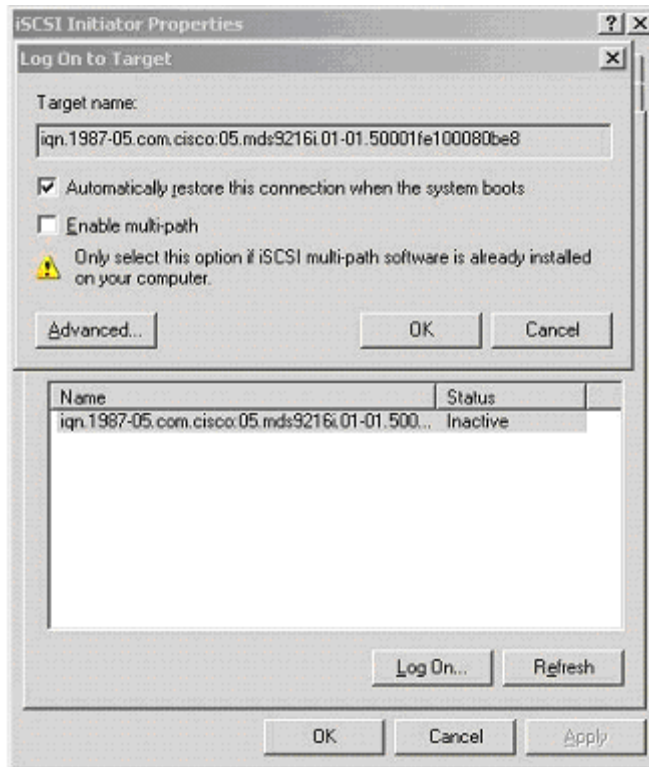 iSCSI Initiator Properties
Log On to Target
Target name:
iqn.1987-05.com.cisco:05.mds9216i.01-01.50001fe100080be8
Automatically restore this connection when the system boots
Enable multi-path
Only select this option if iSCSI multi-path software is already installed
on your computer.
Advanced... OK Cancel
Name Status
iqn.1987-05.com.cisco:05.mds9216i.01-01.500... Inactive
Log On... Refresh
OK Cancel Apply